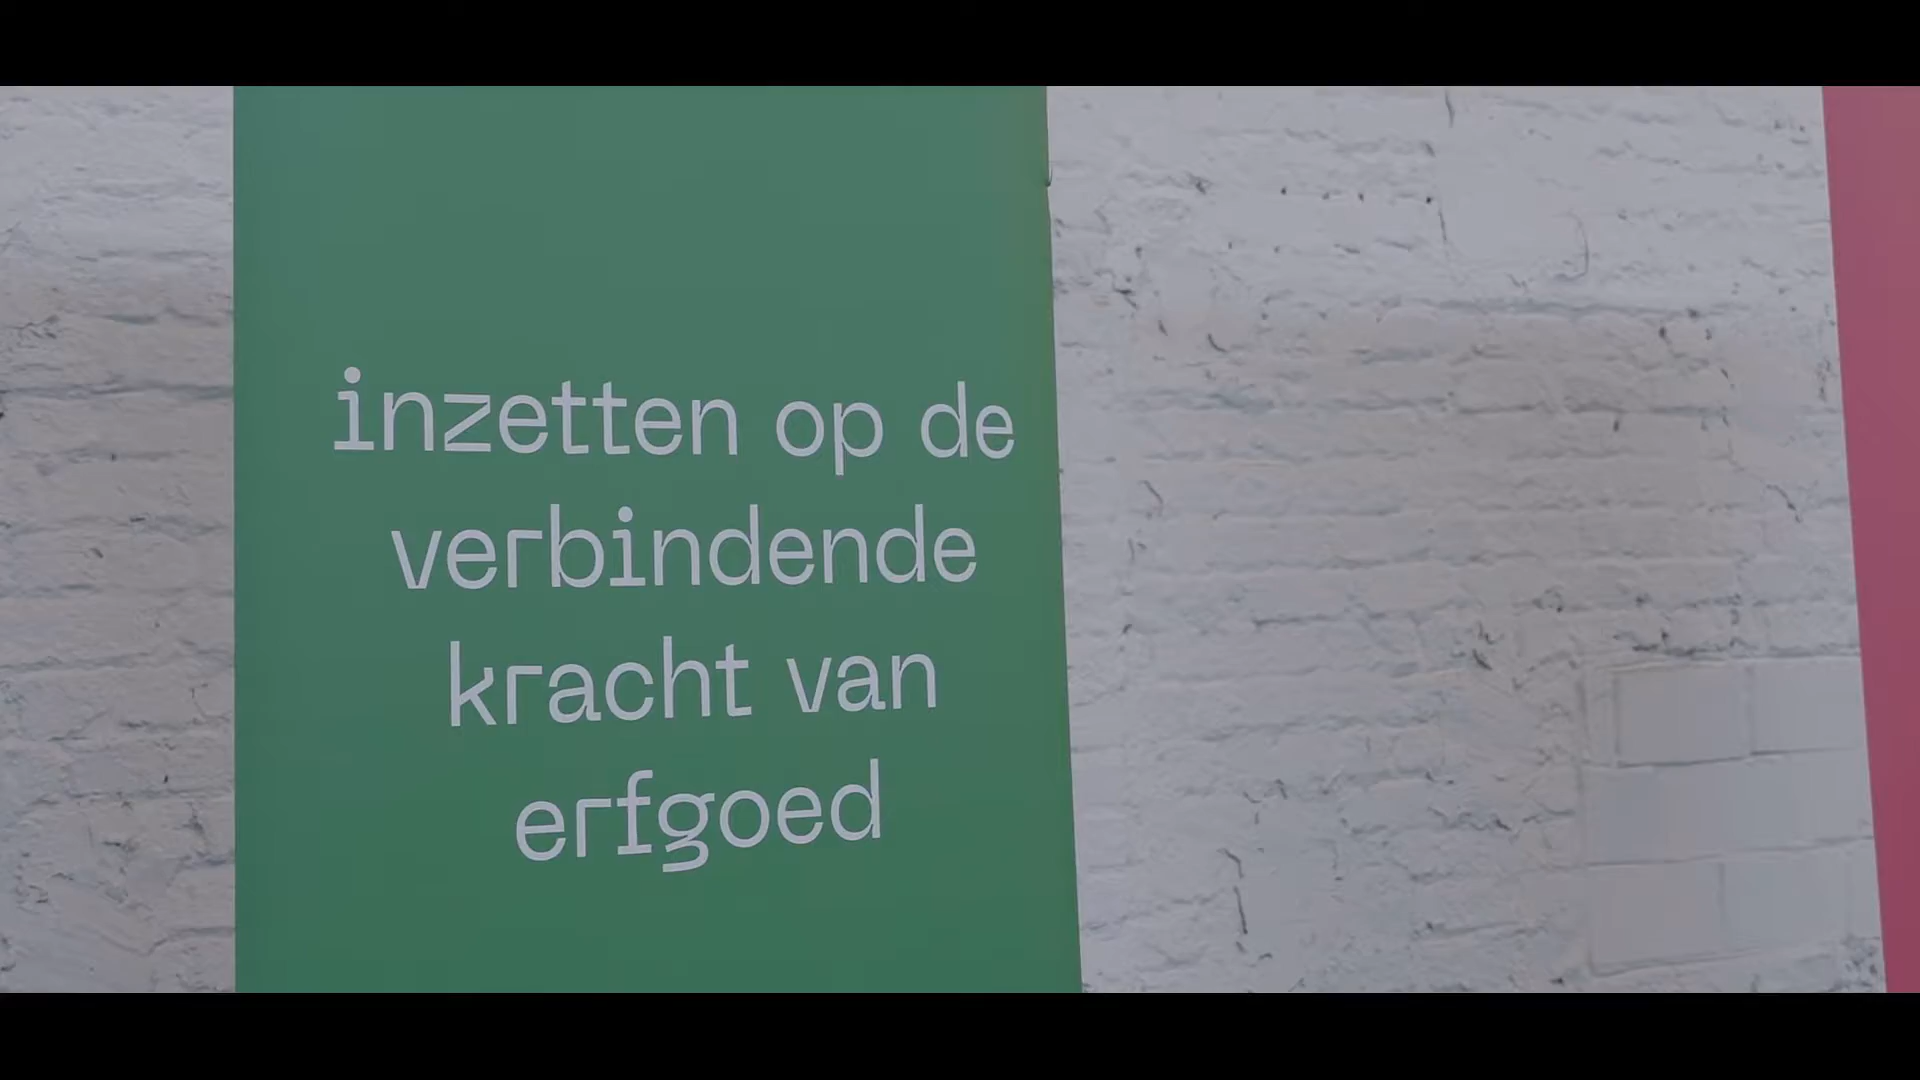 inzetten op de
verbindende
kracht van
erfgoed